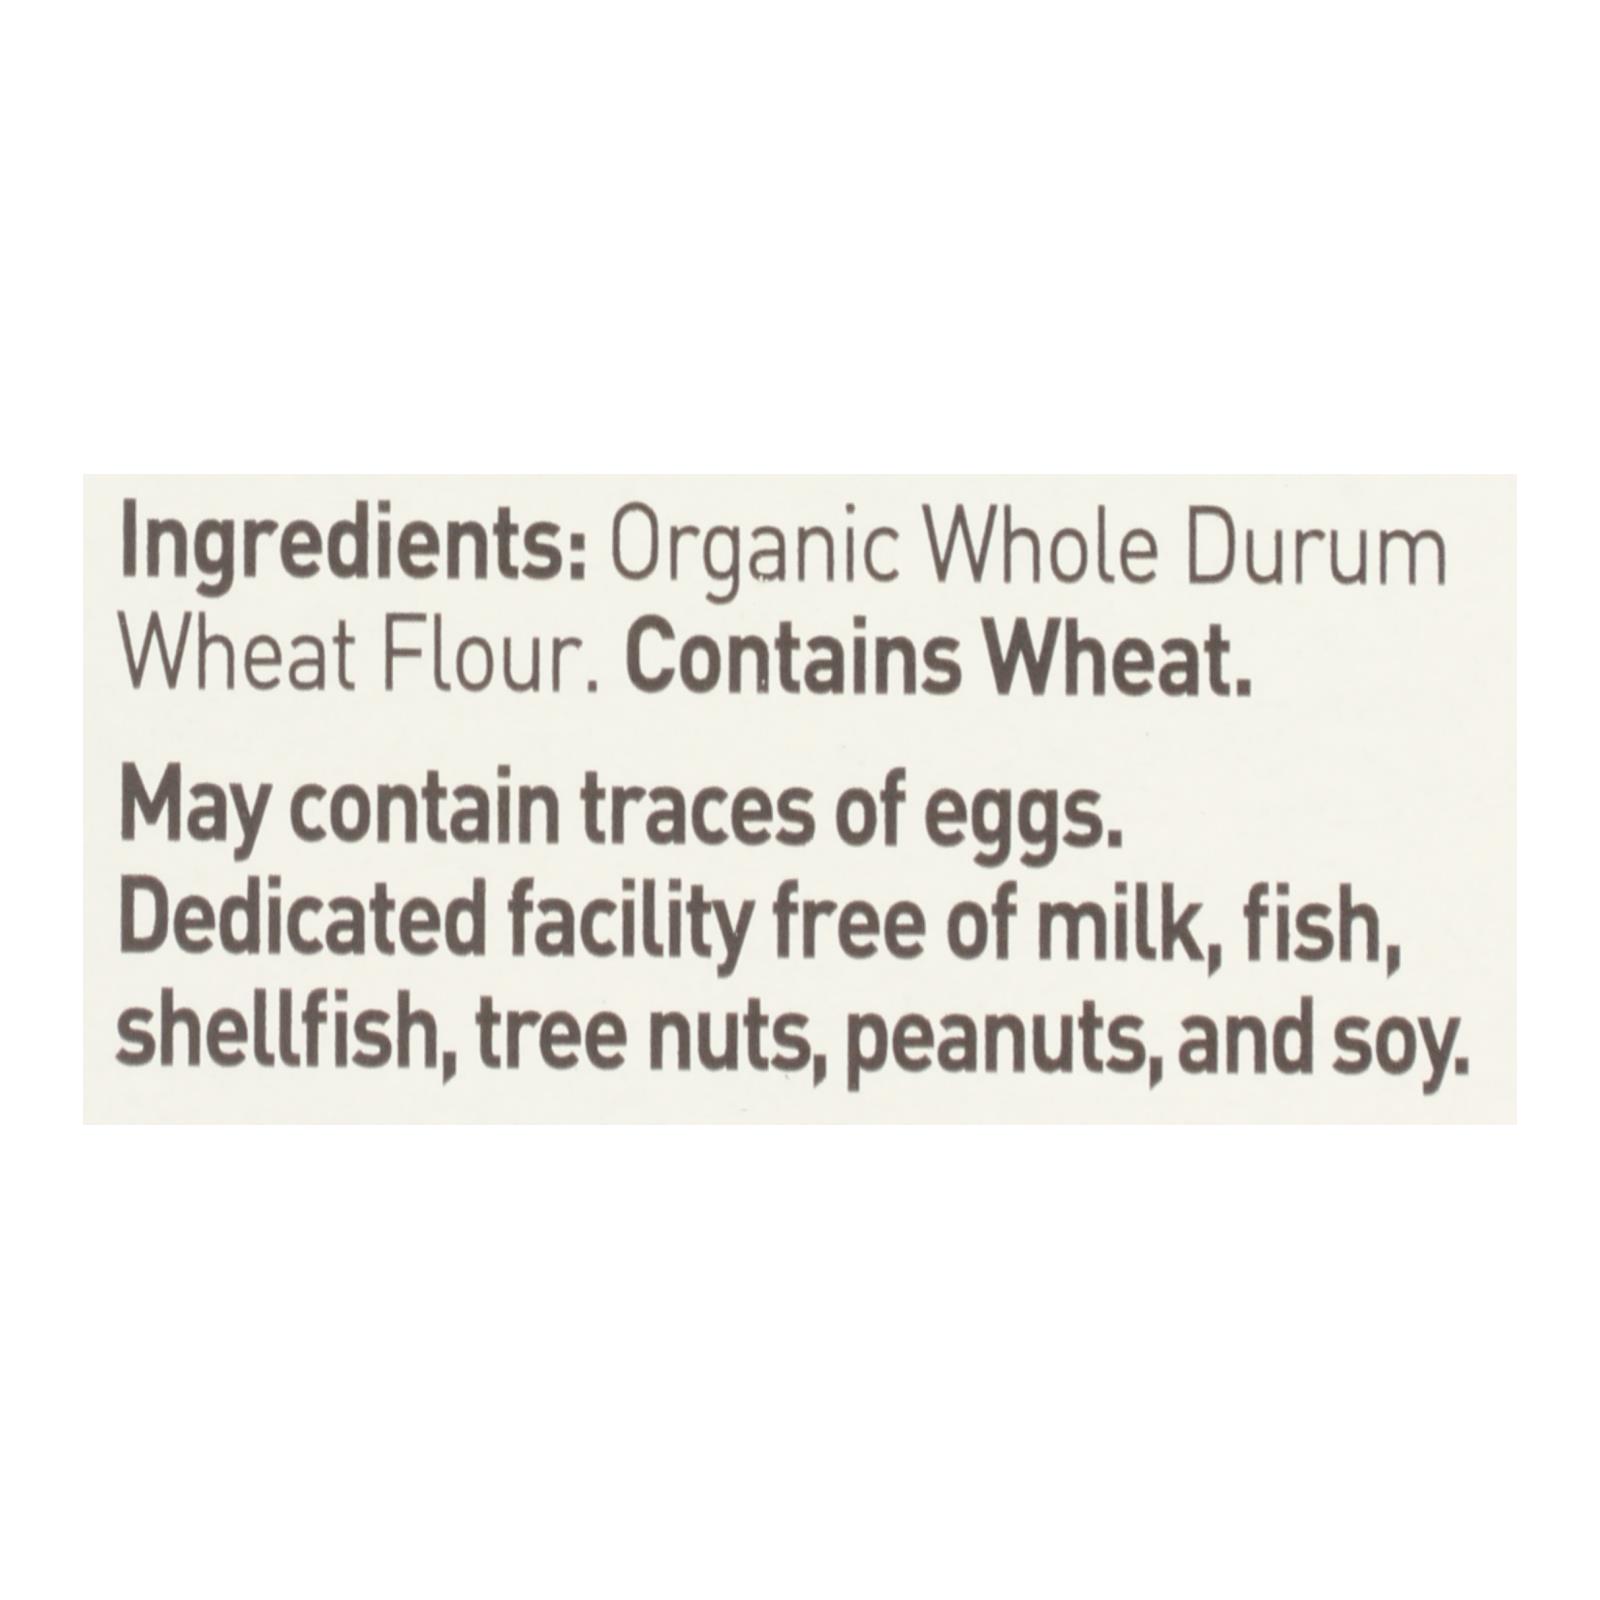 Ingredients: Organic Whole Durum
Wheat Flour. Contains Wheat.
May contain traces of eggs.
Dedicated facility free of milk, fish,
shellfish, tree nuts, peanuts, and soy.